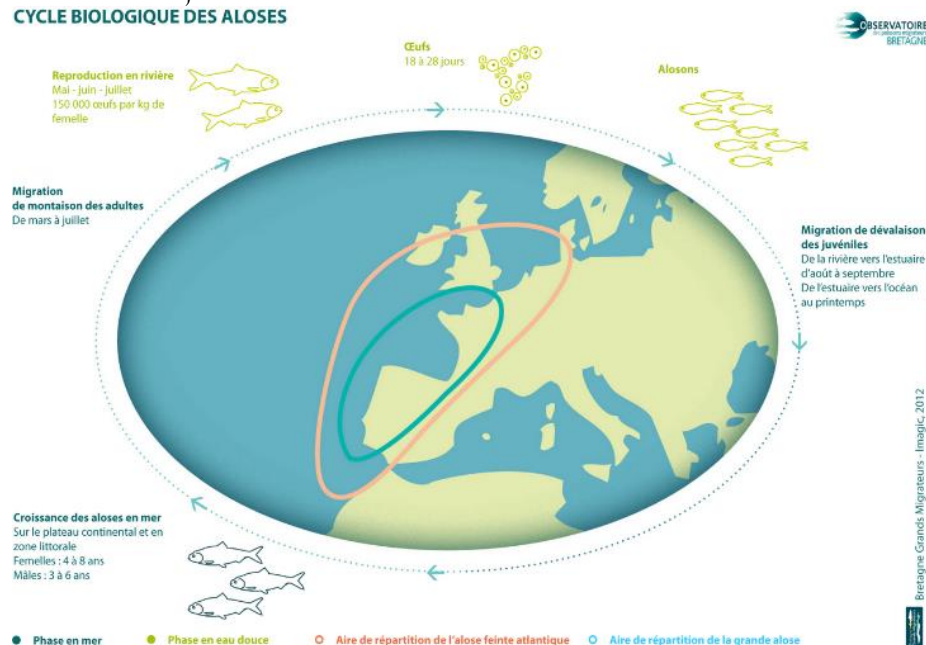 CYCLE BIOLOGIQUE DES ALOSES
OBSERVATOIRE
des poissons migrateurs
BRETAGNE
Œufs
18 à 28 jours
Reproduction en rivière
Mai - juin - juillet
150 000 œufs par kg de
femelle
Alosons
Migration
de montaison des adultes
De mars à juillet
Migration de dévalaison
des juvéniles
De la rivière vers l'estuaire
d'août à septembre
De l'estuaire vers l'océan
au printemps
Croissance des aloses en mer
Sur le plateau continental et en
zone littorale
Femelles : 4 à 8 ans
Mâles : 3 à 6 ans
Bretagne Grands Migrateurs - Imagic, 2012
Phase en mer
Phase en eau douce
Aire de répartition de l'alose feinte atlantique
Aire de répartition de la grande alose